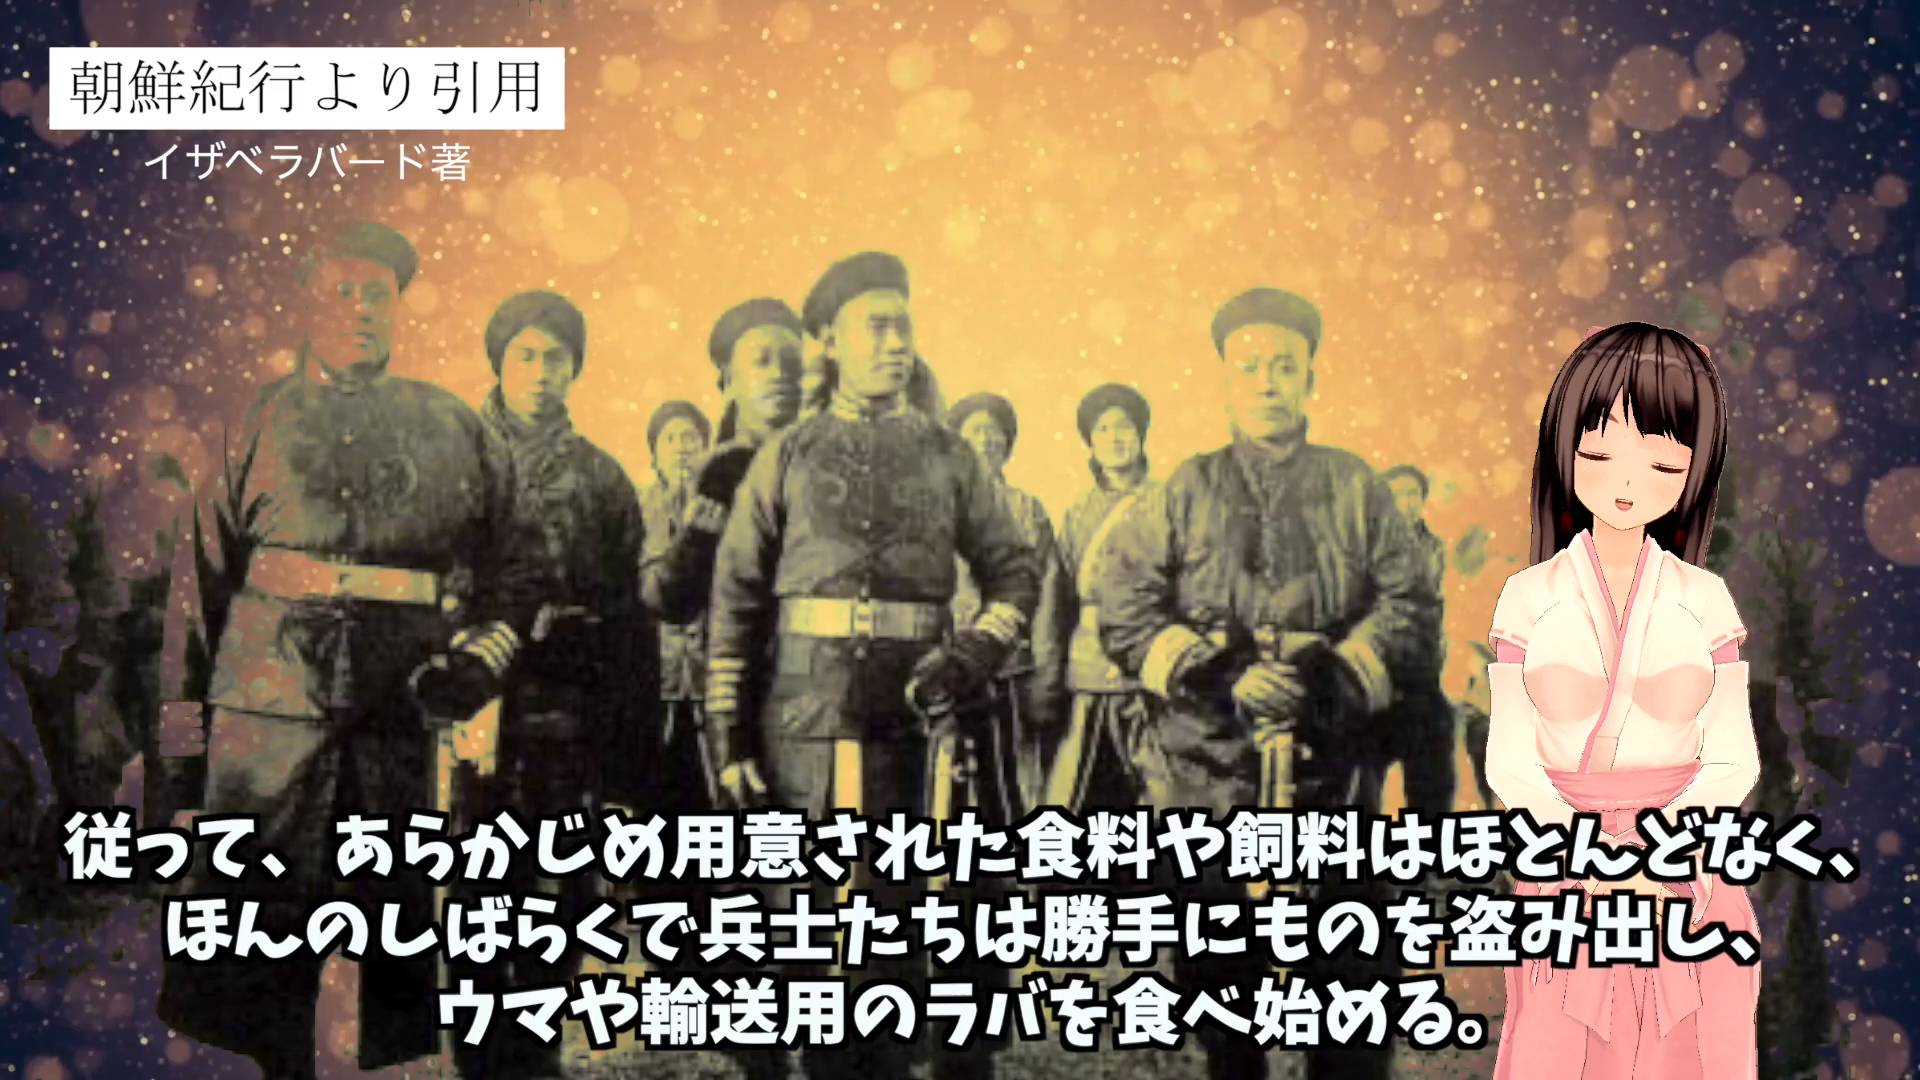 朝鮮紀行より引用
イザベラバード著
従って、あらかじめ用意された食料や飼料はほとんどなく、
ほんのしばらくで兵士たちは勝手にものを盗み出し、
ウマや輸送用のラバを食べ始める。